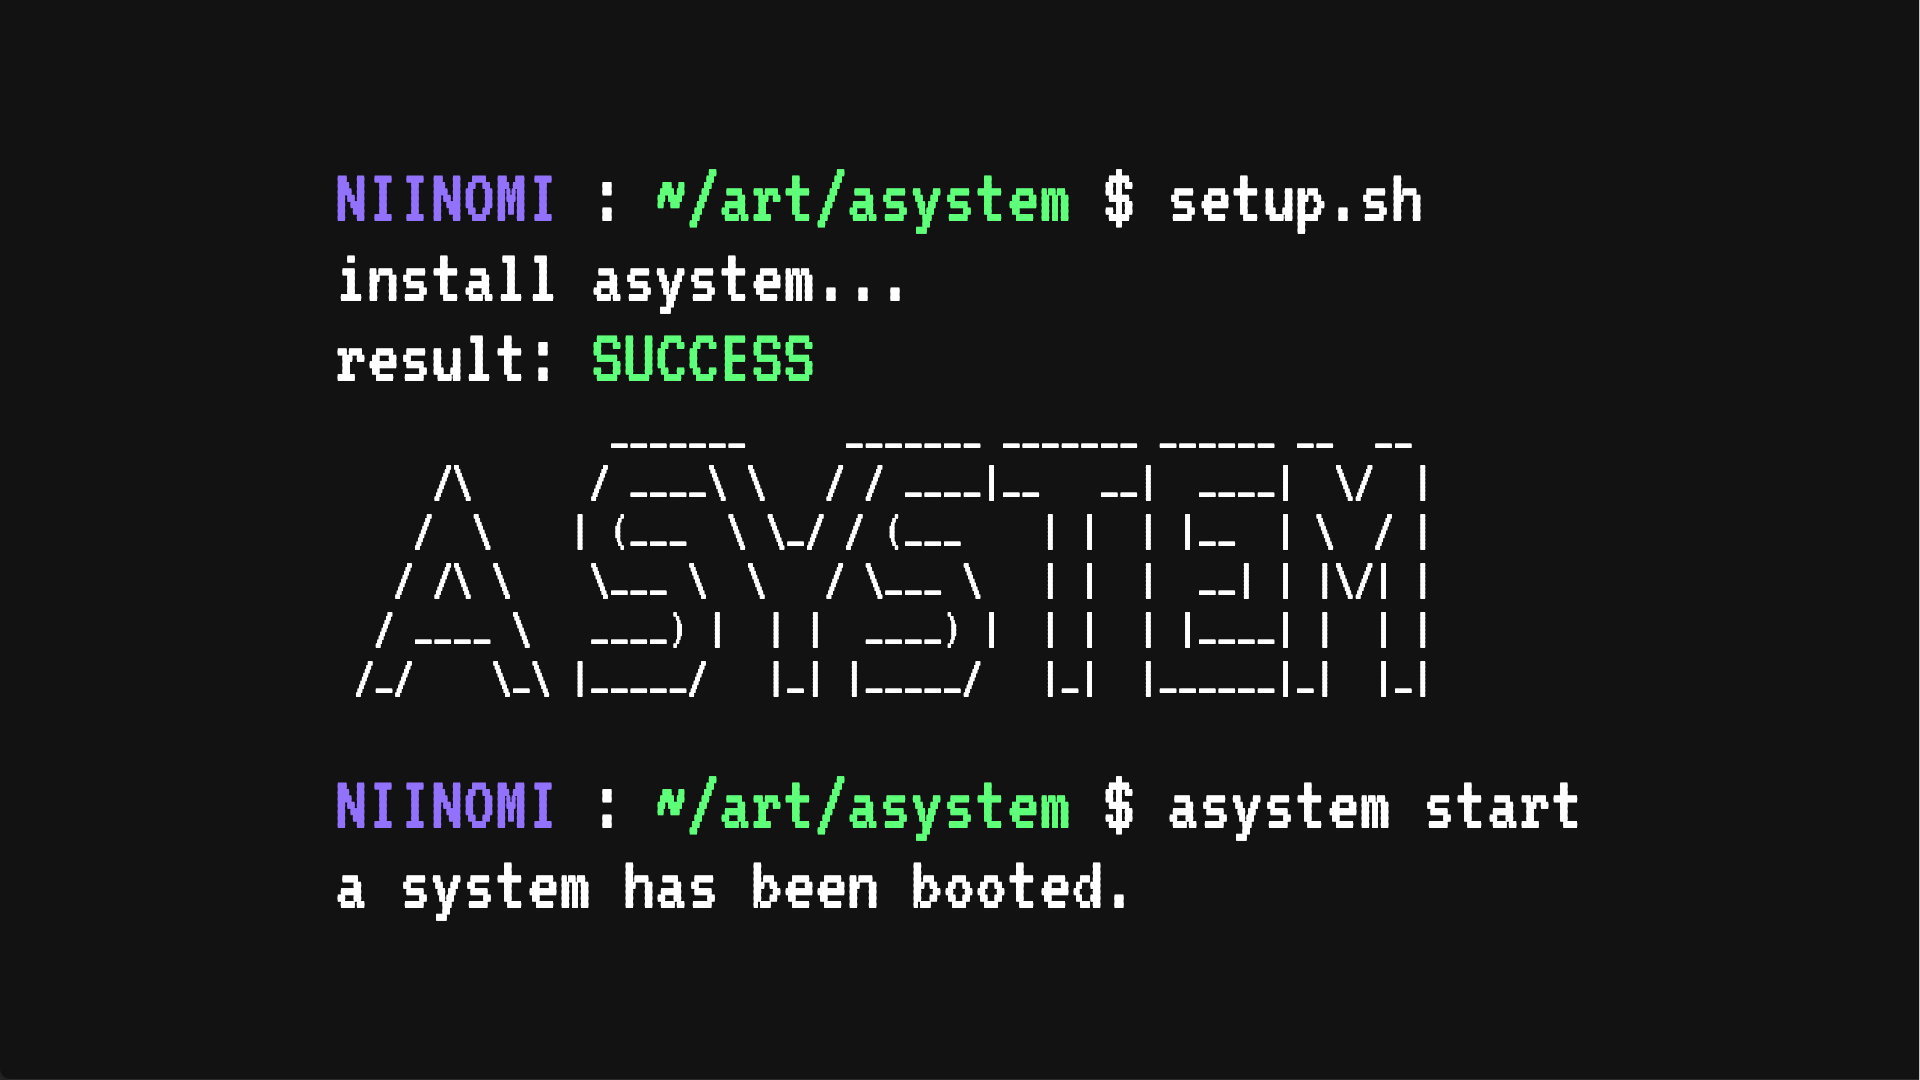 NIINOMI : ~/art/asystem $ setup.sh
install asystem...
result: SUCCESS
ASYSTEM
NIINOMI : ~/art/asystem $ asystem start
a system has been booted.